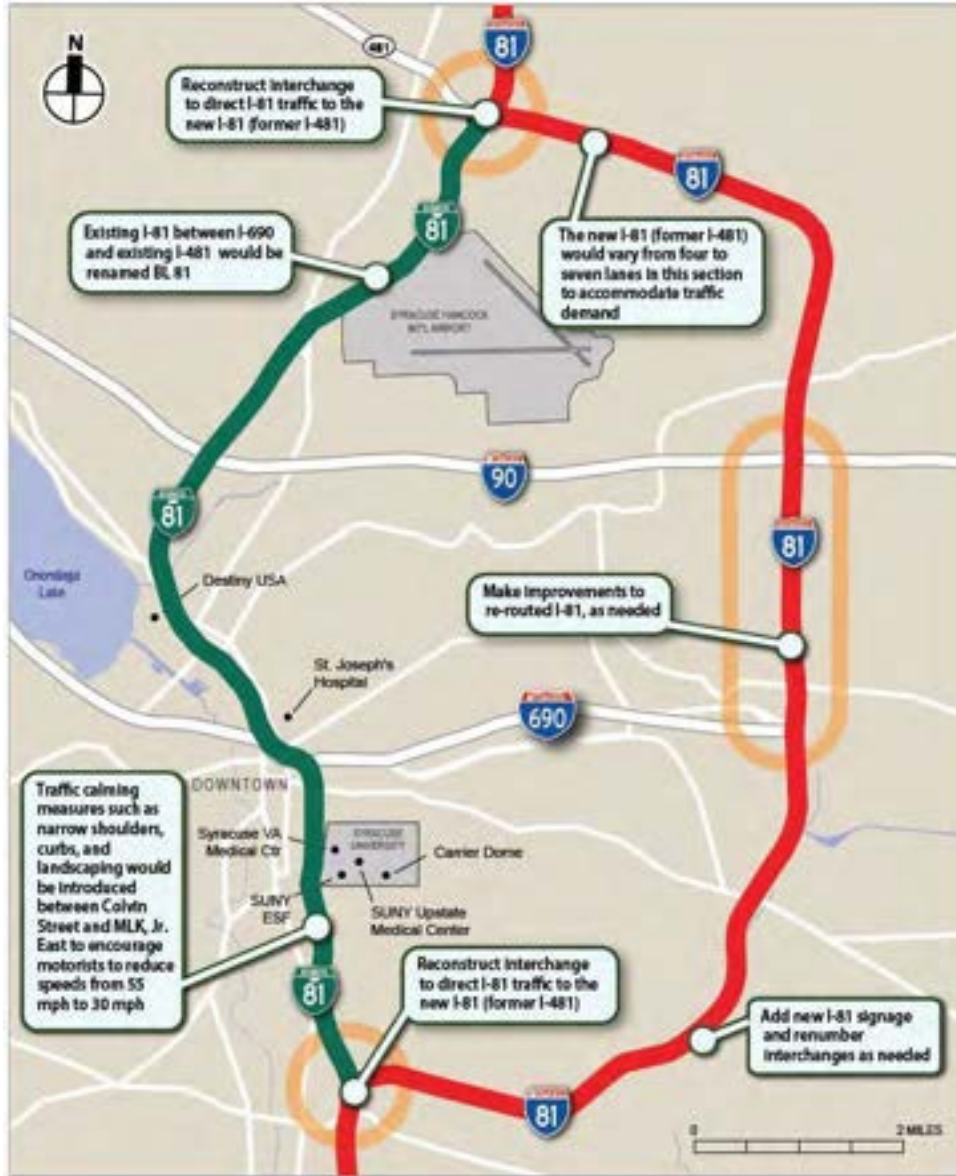 N
481
81
Reconstruct interchange
to direct I-81 traffic to the
new I-81 (former I-481)
81
Existing I-81 between I-690
and existing I-481 would be
renamed BL 81
81
The new I-81 (former I-481)
would vary from four to
seven lanes in this section
to accommodate traffic
demand
SYRACUSE HANCOCK
INT'L AIRPORT
90
81
81
Onondaga
Lake
Destiny USA
Make improvements to
re-routed I-81, as needed
St. Joseph's
Hospital
690
DOWNTOWN
Traffic calming
measures such as
narrow shoulders,
curbs, and
landscaping would
be introduced
between Colvin
Street and MLK, Jr.
East to encourage
motorists to reduce
speeds from 55
mph to 30 mph
Syracuse VA
Medical Ctr
SYRACUSE
UNIVERSITY
Carrier Dome
SUNY
ESF
SUNY Upstate
Medical Center
81
Reconstruct interchange
to direct I-81 traffic to the
new I-81 (former I-481)
Add new I-81 signage
and renumber
interchanges as needed
81
0
2 MILES